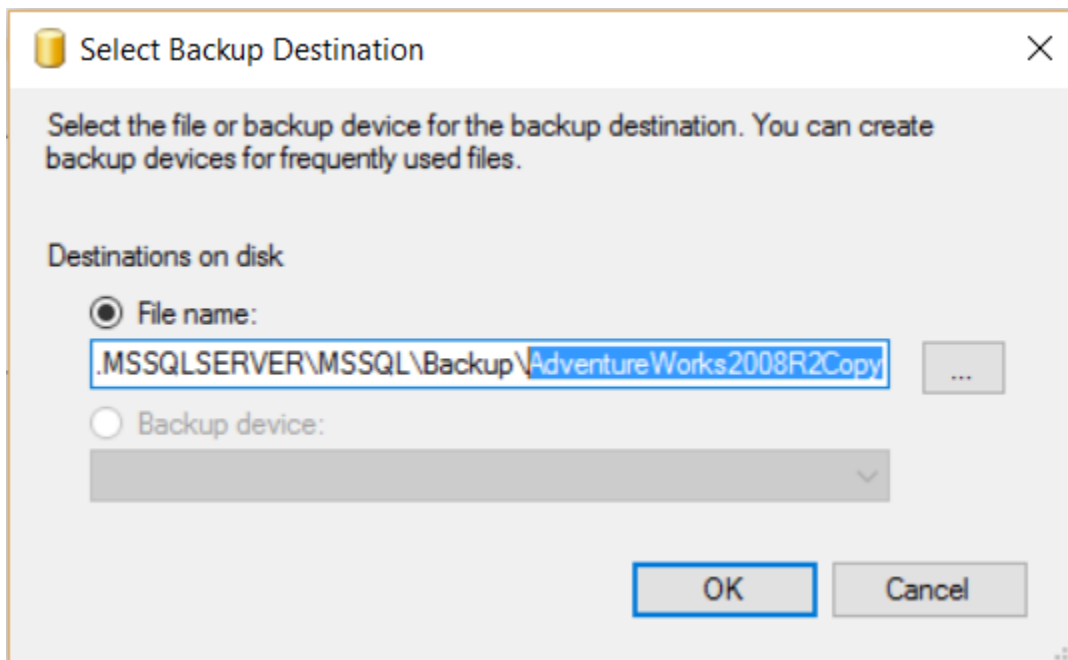 Select Backup Destination
Select the file or backup device for the backup destination. You can create
backup devices for frequently used files.
Destinations on disk
File name:
.MSSQLSERVER\MSSQL\Backup\AdventureWorks2008R2Copy
...
Backup device:
OK
Cancel